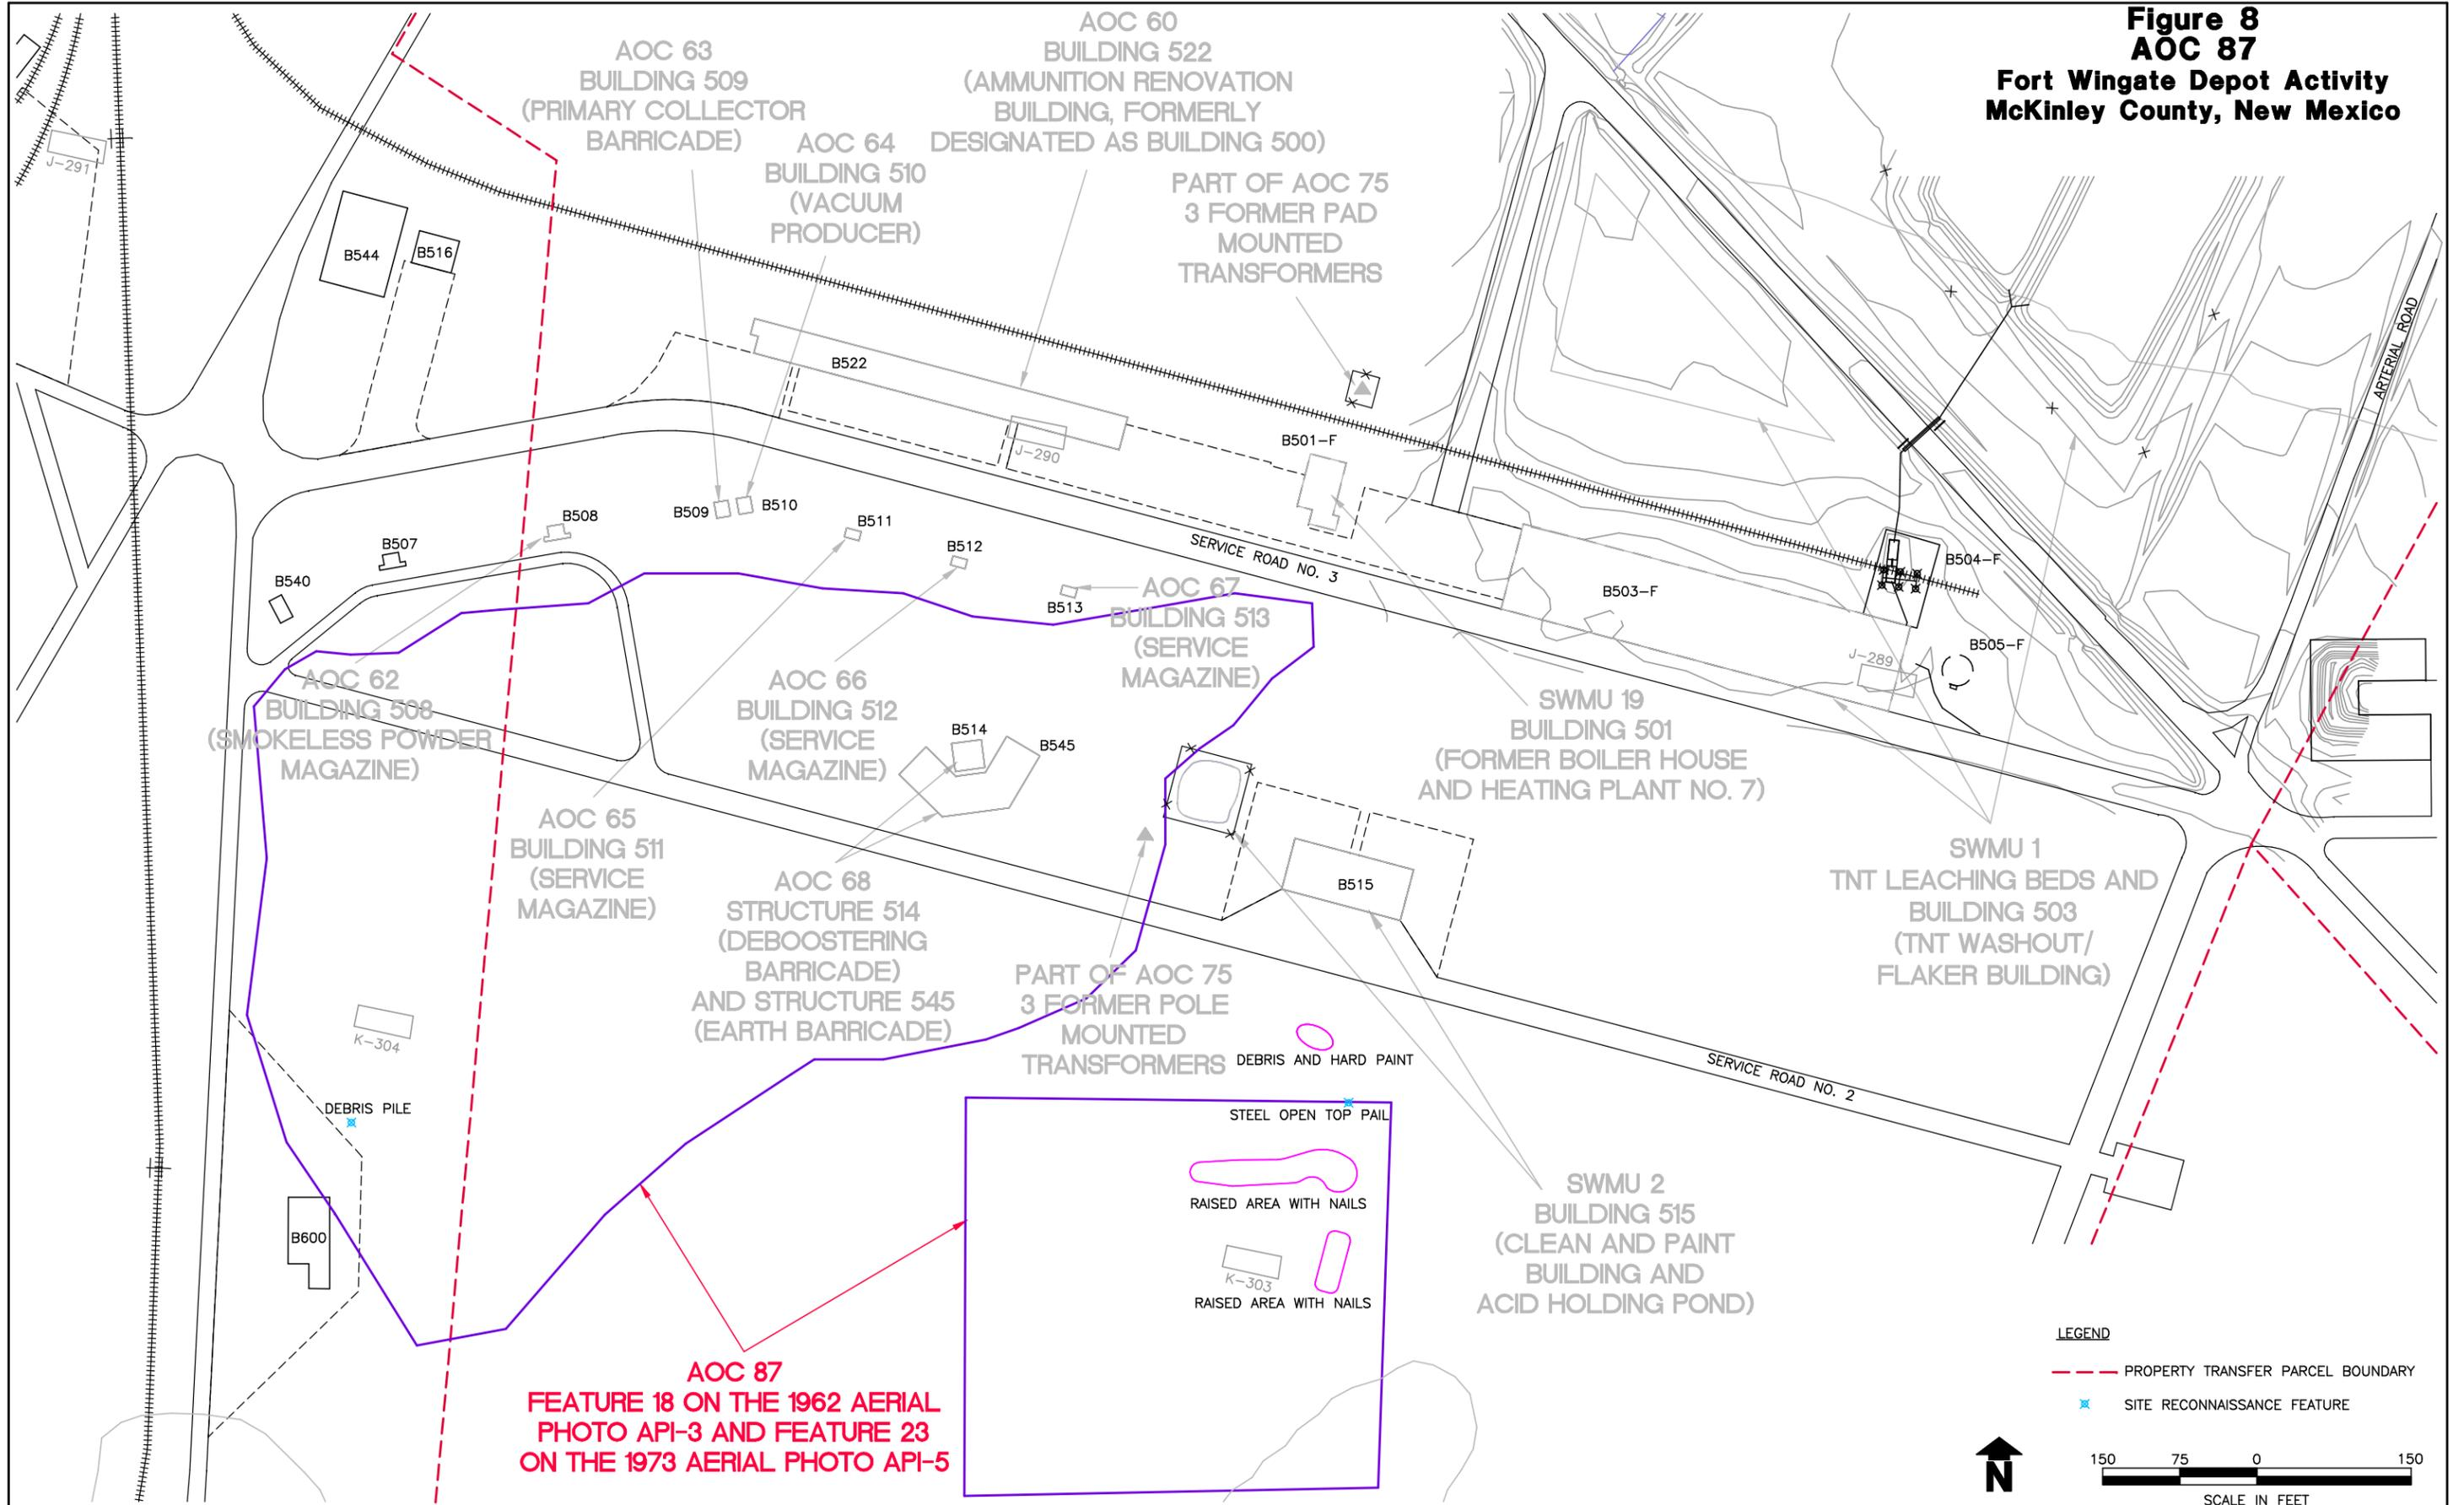 Figure 8
AOC 87
Fort Wingate Depot Activity
McKinley County, New Mexico
AOC 60
BUILDING 522
(AMMUNITION RENOVATION
BUILDING, FORMERLY
DESIGNATED AS BUILDING 500)
AOC 63
BUILDING 509
(PRIMARY COLLECTOR
BARRICADE)
AOC 64
BUILDING 510
(VACUUM
PRODUCER)
PART OF AOC 75
3 FORMER PAD
MOUNTED
TRANSFORMERS
J-291
B544
B516
B522
J-290
B501-F
ARTERIAL ROAD
B509
B510
B508
B511
B507
B512
B540
B513
SERVICE ROAD NO. 3
B503-F
B504-F
B505-F
J-289
AOC 67
BUILDING 513
(SERVICE
MAGAZINE)
AOC 62
BUILDING 508
(SMOKELESS POWDER
MAGAZINE)
AOC 66
BUILDING 512
(SERVICE
MAGAZINE)
B514
B545
SWMU 19
BUILDING 501
(FORMER BOILER HOUSE
AND HEATING PLANT NO. 7)
AOC 65
BUILDING 511
(SERVICE
MAGAZINE)
AOC 68
STRUCTURE 514
(DEBOOSTERING
BARRICADE)
AND STRUCTURE 545
(EARTH BARRICADE)
B515
SWMU 1
TNT LEACHING BEDS AND
BUILDING 503
(TNT WASHOUT/
FLAKER BUILDING)
PART OF AOC 75
3 FORMER POLE
MOUNTED
TRANSFORMERS
K-304
DEBRIS AND HARD PAINT
SERVICE ROAD NO. 2
DEBRIS PILE
STEEL OPEN TOP PAIL
RAISED AREA WITH NAILS
SWMU 2
BUILDING 515
(CLEAN AND PAINT
BUILDING AND
ACID HOLDING POND)
B600
K-303
RAISED AREA WITH NAILS
AOC 87
FEATURE 18 ON THE 1962 AERIAL
PHOTO API-3 AND FEATURE 23
ON THE 1973 AERIAL PHOTO API-5
LEGEND
PROPERTY TRANSFER PARCEL BOUNDARY
SITE RECONNAISSANCE FEATURE
N
150 75 0 150
SCALE IN FEET